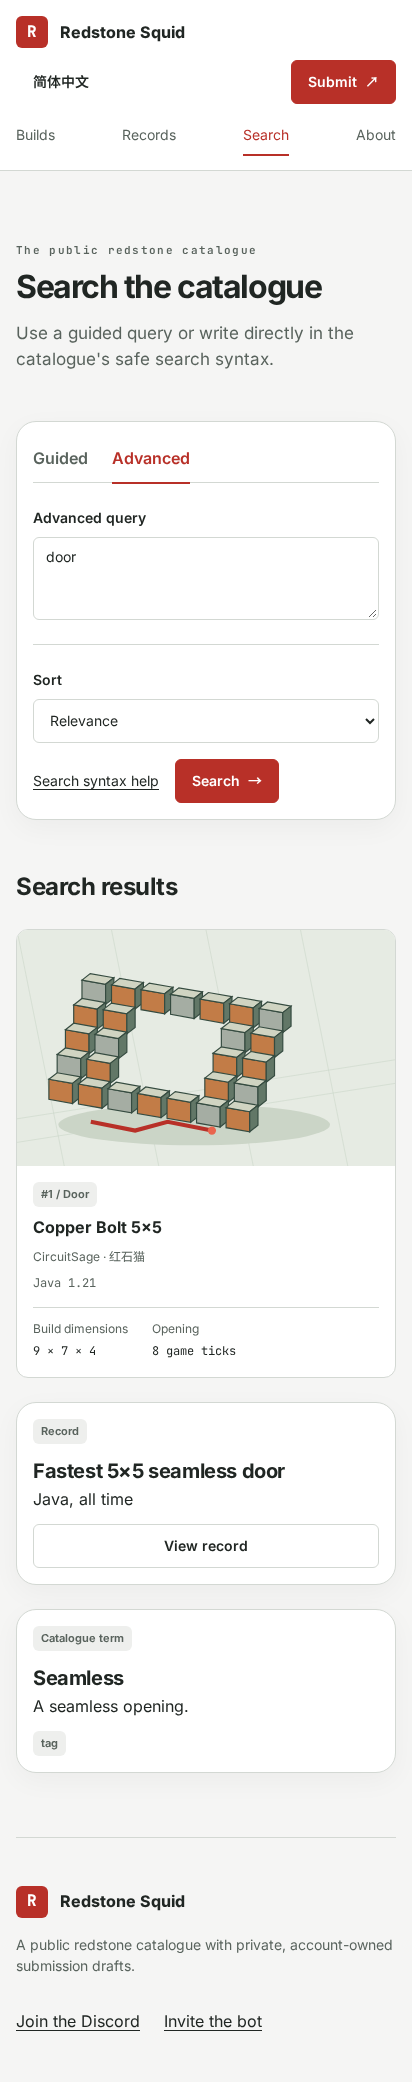 R Redstone Squid
简体中文
Submit ↗
Builds Records Search About
The public redstone catalogue
Search the catalogue
Use a guided query or write directly in the
catalogue's safe search syntax.
Guided Advanced
Advanced query
door
Sort
Relevance
Search syntax help Search →
Search results
#1 / Door
Copper Bolt 5×5
CircuitSage · 红石猫
Java 1.21
Build dimensions Opening
9 × 7 × 4 8 game ticks
Record
Fastest 5×5 seamless door
Java, all time
View record
Catalogue term
Seamless
A seamless opening.
tag
R Redstone Squid
A public redstone catalogue with private, account-owned
submission drafts.
Join the Discord Invite the bot